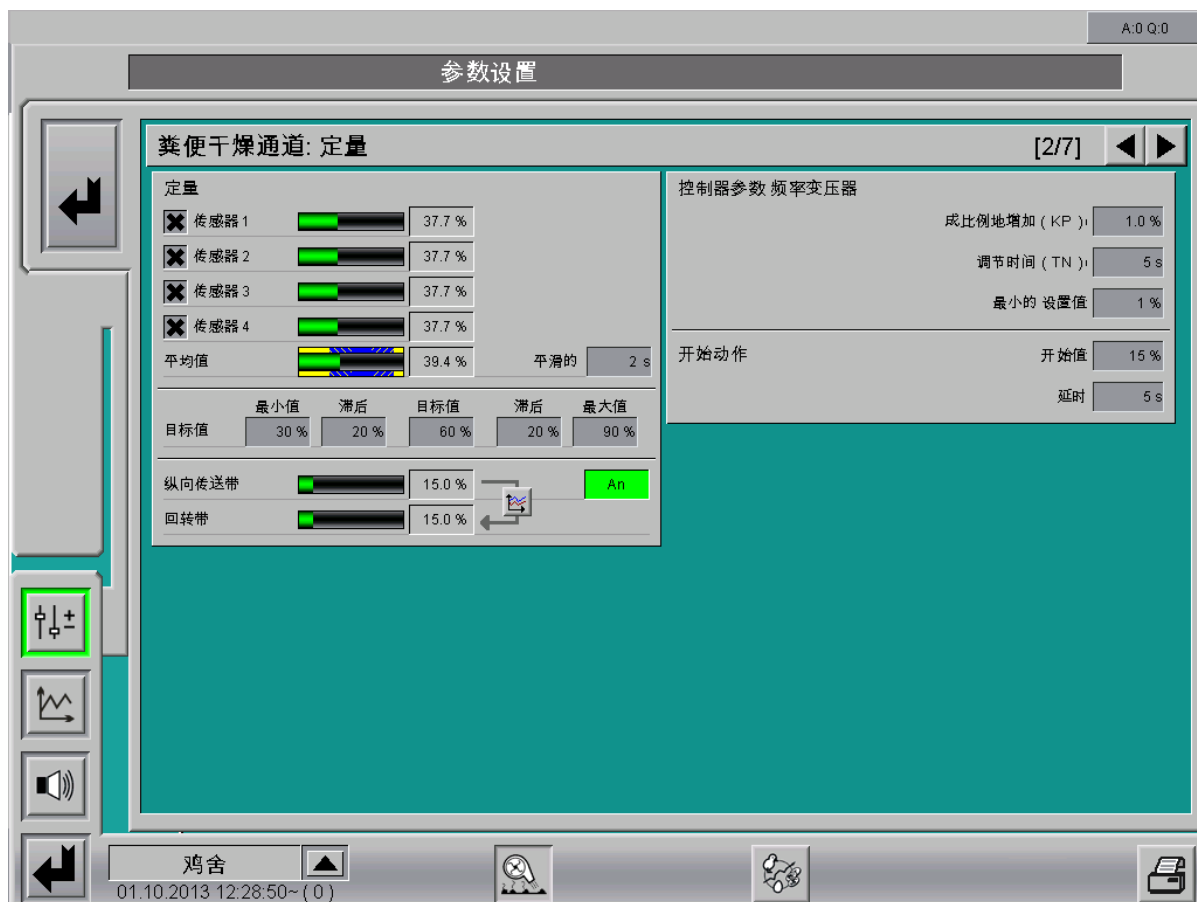 A:0 Q:0
参数设置
粪便干燥通道: 定量
[2/7]
定量
传感器 1 37.7 %
传感器 2 37.7 %
传感器 3 37.7 %
传感器 4 37.7 %
平均值 39.4 % 平滑的 2 s
最小值 滞后 目标值 滞后 最大值
目标值 30 % 20 % 60 % 20 % 90 %
纵向传送带 15.0 % An
回转带 15.0 %
控制器参数 频率变压器
成比例地增加 ( KP ) 1.0 %
调节时间 ( TN ) 5 s
最小的 设置值 1 %
开始动作 开始值 15 %
延时 5 s
鸡舍
01.10.2013 12:28:50~ ( 0 )